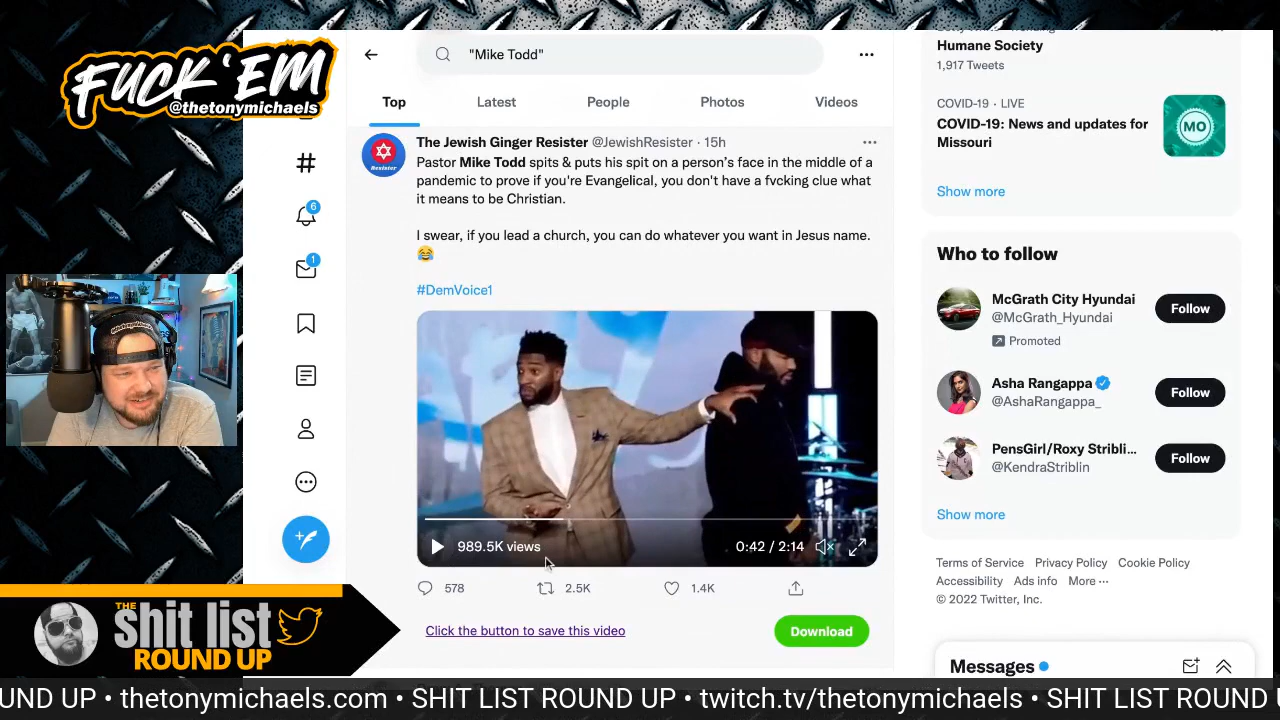 FUCK'EM
@thetonymichaels
"Mike Todd"
Top
Latest
People
Photos
Videos
The Jewish Ginger Resister @JewishResister · 15h
Pastor Mike Todd spits & puts his spit on a person's face in the middle of a
pandemic to prove if you're Evangelical, you don't have a fvcking clue what
it means to be Christian.
I swear, if you lead a church, you can do whatever you want in Jesus name.
😂
#DemVoice1
Resister
989.5K views
0:42 / 2:14
578
2.5K
1.4K
Click the button to save this video
Download
6
1
Humane Society
1,917 Tweets
COVID-19 · LIVE
COVID-19: News and updates for
Missouri
MO
Show more
Who to follow
McGrath City Hyundai
@McGrath_Hyundai
Promoted
Follow
Asha Rangappa
@AshaRangappa_
Follow
PensGirl/Roxy Stribli...
@KendraStriblin
Follow
Show more
Terms of Service Privacy Policy Cookie Policy
Accessibility Ads info More ···
© 2022 Twitter, Inc.
Messages
THE
shit list
ROUND UP
UND UP • thetonymichaels.com • SHIT LIST ROUND UP • twitch.tv/thetonymichaels • SHIT LIST ROUND